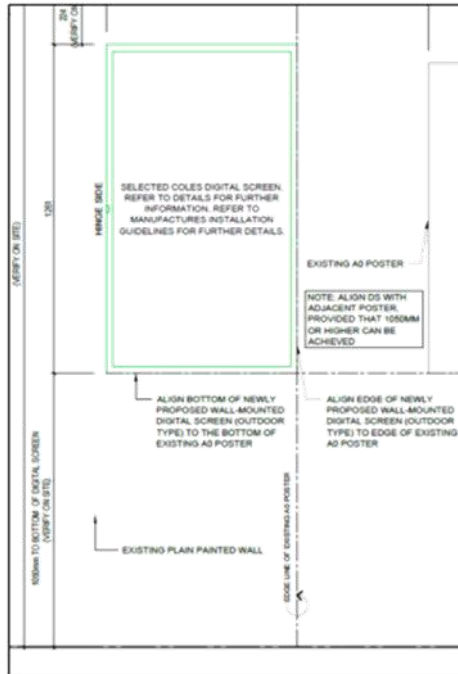 224
(VERIFY ON
(VERIFY ON SITE)
1261
HINGE SIDE
SELECTED COLES DIGITAL SCREEN.
REFER TO DETAILS FOR FURTHER
INFORMATION. REFER TO
MANUFACTURES INSTALLATION
GUIDELINES FOR FURTHER DETAILS.
EXISTING A0 POSTER
NOTE: ALIGN DS WITH
ADJACENT POSTER,
PROVIDED THAT 1050MM
OR HIGHER CAN BE
ACHIEVED
ALIGN BOTTOM OF NEWLY
PROPOSED WALL-MOUNTED
DIGITAL SCREEN (OUTDOOR
TYPE) TO THE BOTTOM OF
EXISTING A0 POSTER
ALIGN EDGE OF NEWLY
PROPOSED WALL-MOUNTED
DIGITAL SCREEN (OUTDOOR
TYPE) TO EDGE OF EXISTING
A0 POSTER
1050mm TO BOTTOM OF DIGITAL SCREEN
(VERIFY ON SITE)
EXISTING PLAIN PAINTED WALL
EDGE LINE OF EXISTING A0 POSTER